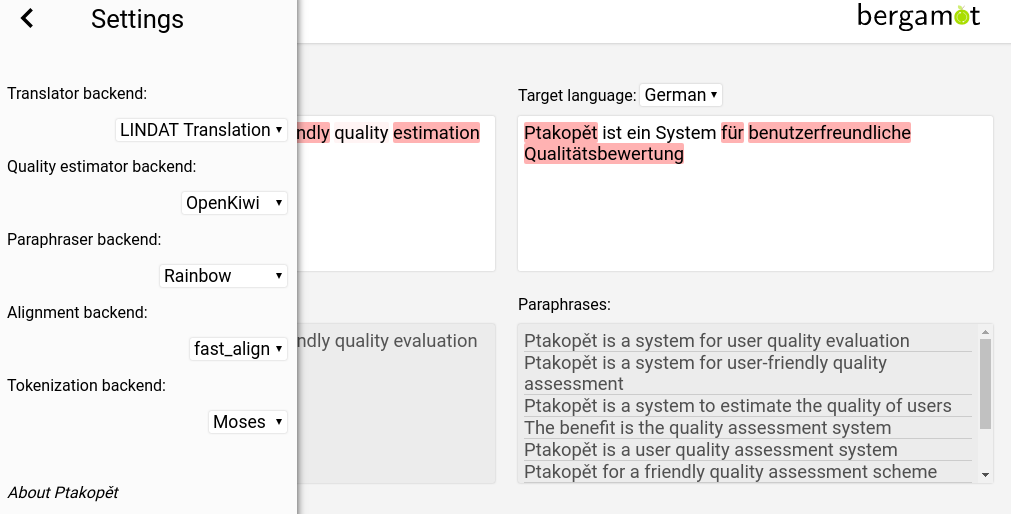 Settings
bergamot
Translator backend:
LINDAT Translation
Quality estimator backend:
OpenKiwi
Paraphraser backend:
Rainbow
Alignment backend:
fast_align
Tokenization backend:
Moses
About Ptakopět
ndly quality estimation
ndly quality evaluation
Target language: German
Ptakopět ist ein System für benutzerfreundliche
Qualitätsbewertung
Paraphrases:
Ptakopět is a system for user quality evaluation
Ptakopět is a system for user-friendly quality
assessment
Ptakopět is a system to estimate the quality of users
The benefit is the quality assessment system
Ptakopět is a user quality assessment system
Ptakopět for a friendly quality assessment scheme